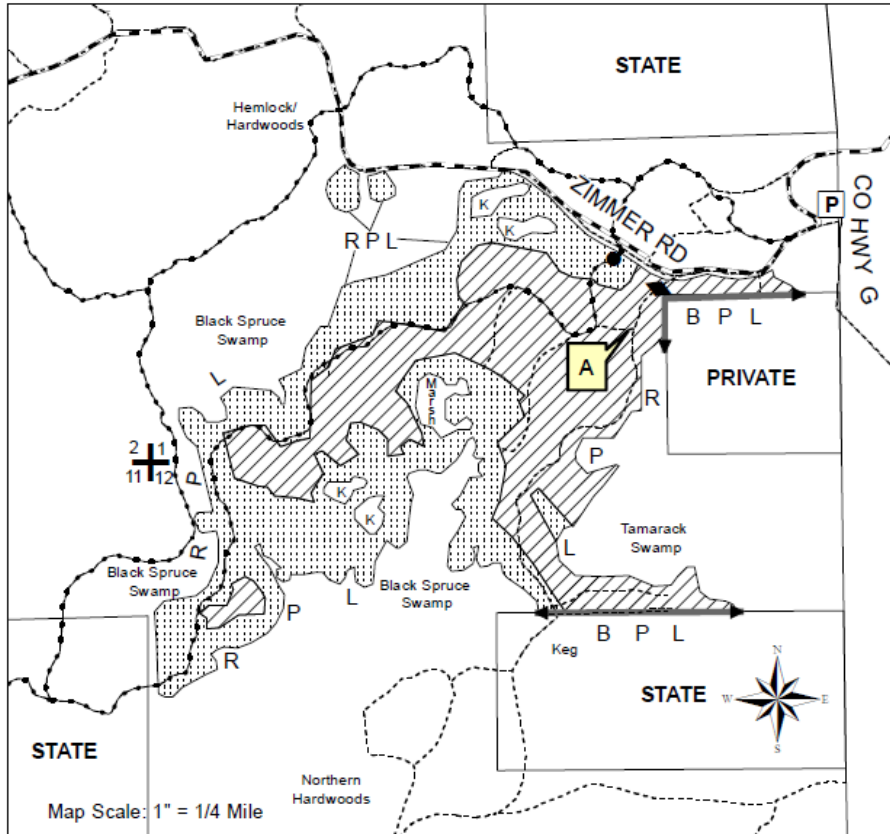 STATE
Hemlock/
Hardwoods
P
CO HWY G
ZIMMER RD
K
K
R P L
B P L
Black Spruce
Swamp
A
PRIVATE
L
Marsh
R
2 1
11 12
P
P
K
K
R
L
Tamarack
Swamp
Black Spruce
Swamp
L
Black Spruce
Swamp
P
R
B P L
Keg
N
W E
S
STATE
STATE
Northern
Hardwoods
Map Scale: 1" = 1/4 Mile